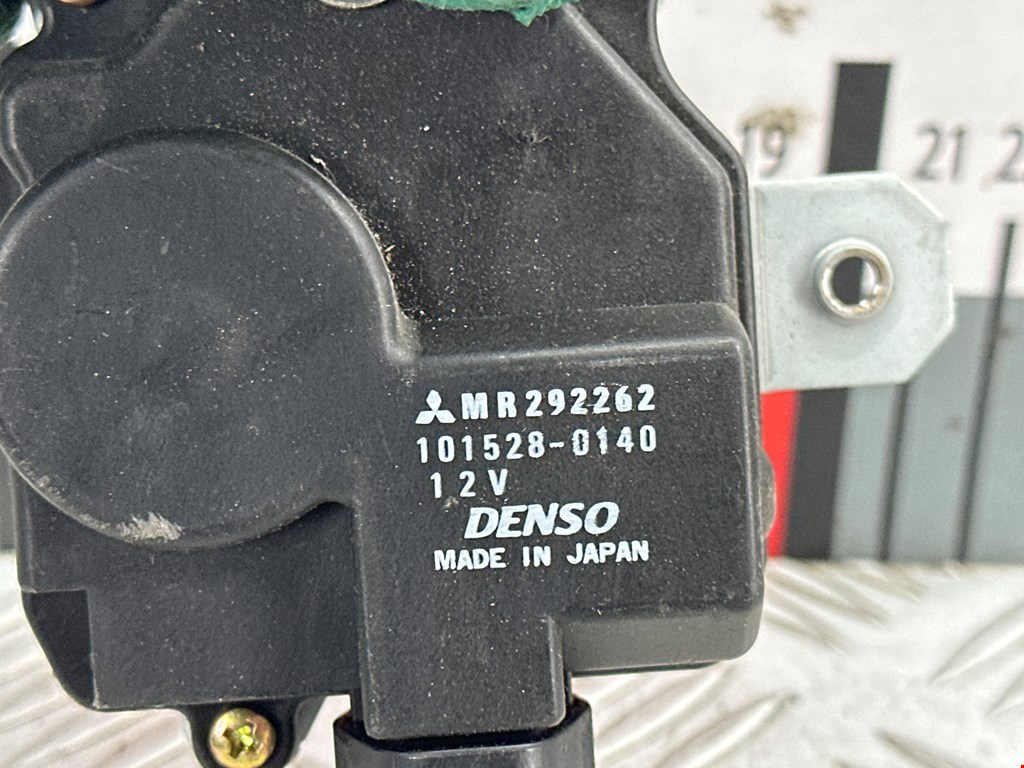 19 21
MR292262
101528-0140
12V
DENSO
MADE IN JAPAN